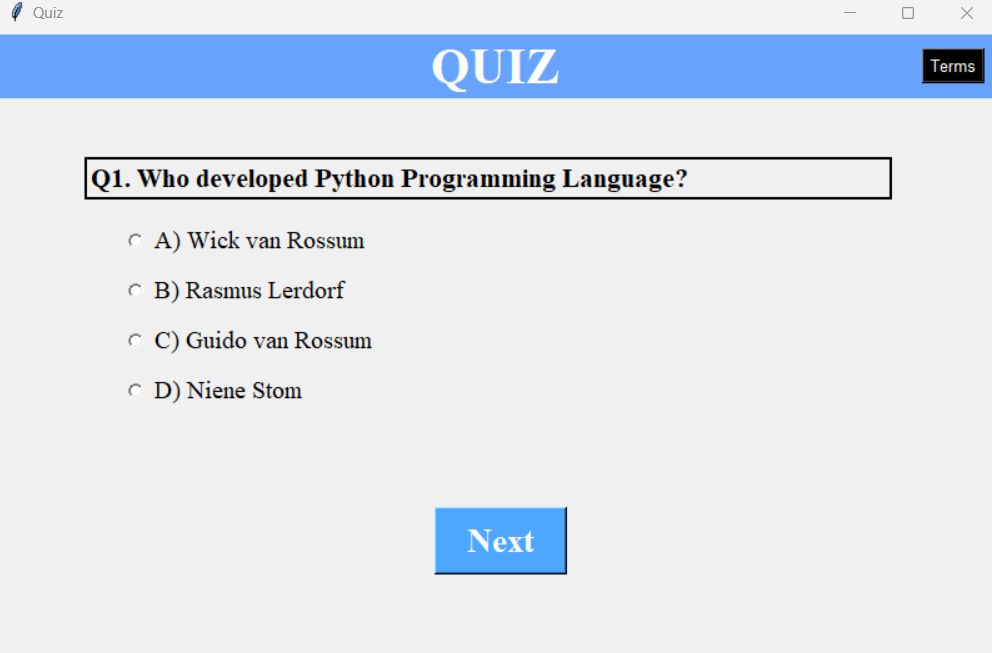 Quiz
QUIZ
Terms
Q1. Who developed Python Programming Language?
A) Wick van Rossum
B) Rasmus Lerdorf
C) Guido van Rossum
D) Niene Stom
Next